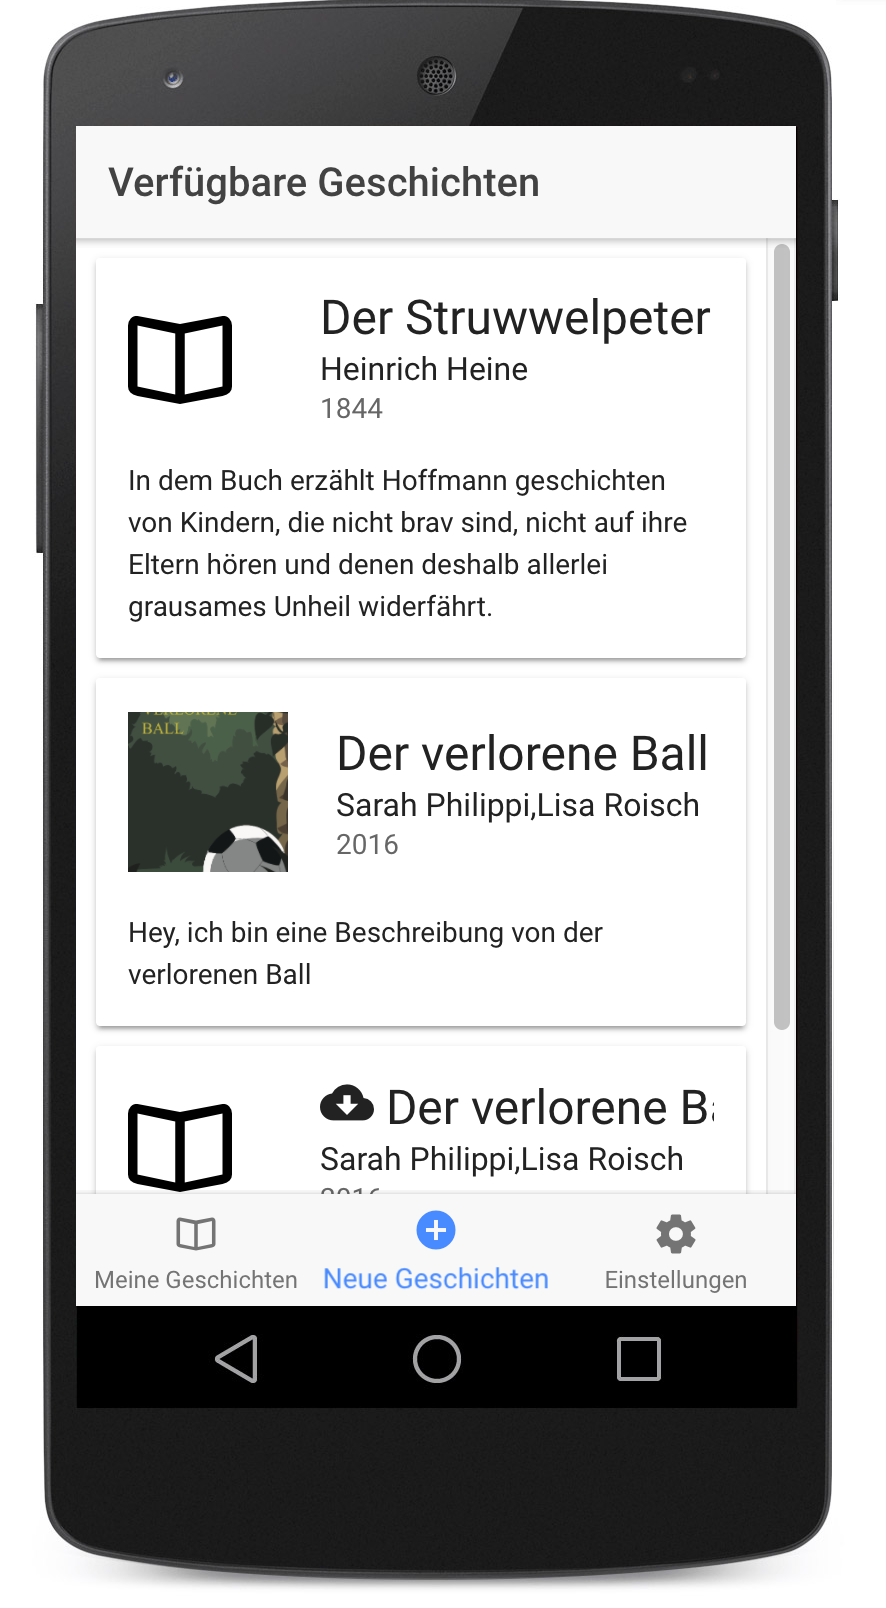 Verfügbare Geschichten
Der Struwwelpeter
Heinrich Heine
1844
In dem Buch erzählt Hoffmann geschichten
von Kindern, die nicht brav sind, nicht auf ihre
Eltern hören und denen deshalb allerlei
grausames Unheil widerfährt.
BALL
Der verlorene Ball
Sarah Philippi,Lisa Roisch
2016
Hey, ich bin eine Beschreibung von der
verlorenen Ball
Der verlorene
Sarah Philippi,Lisa Roisch
2016
Meine Geschichten
Neue Geschichten
Einstellungen